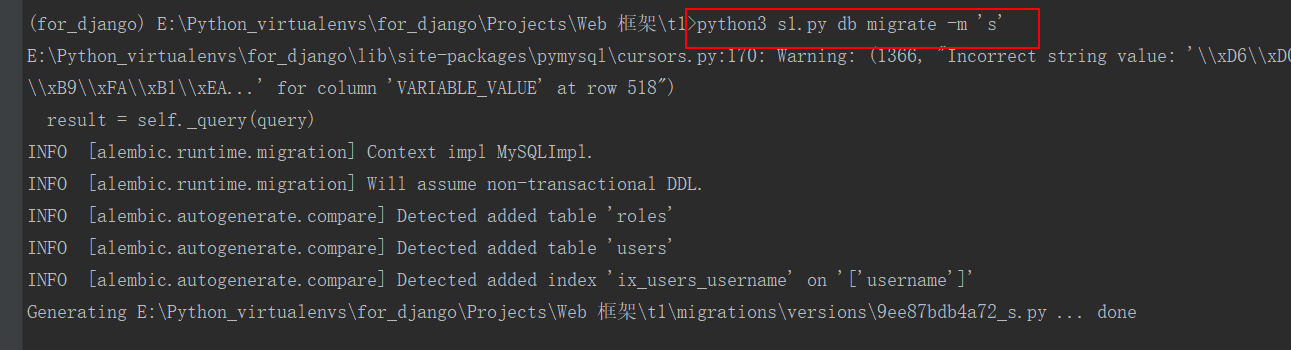 (for_django) E:\Python_virtualenvs\for_django\Projects\Web 框架\t1>python3 s1.py db migrate -m 's'
E:\Python_virtualenvs\for_django\lib\site-packages\pymysql\cursors.py:170: Warning: (1366, "Incorrect string value: '\\xD6\\xD0
\\xB9\\xFA\\xB1\\xEA...' for column 'VARIABLE_VALUE' at row 518")
  result = self._query(query)
INFO  [alembic.runtime.migration] Context impl MySQLImpl.
INFO  [alembic.runtime.migration] Will assume non-transactional DDL.
INFO  [alembic.autogenerate.compare] Detected added table 'roles'
INFO  [alembic.autogenerate.compare] Detected added table 'users'
INFO  [alembic.autogenerate.compare] Detected added index 'ix_users_username' on '['username']'
Generating E:\Python_virtualenvs\for_django\Projects\Web 框架\t1\migrations\versions\9ee87bdb4a72_s.py ... done